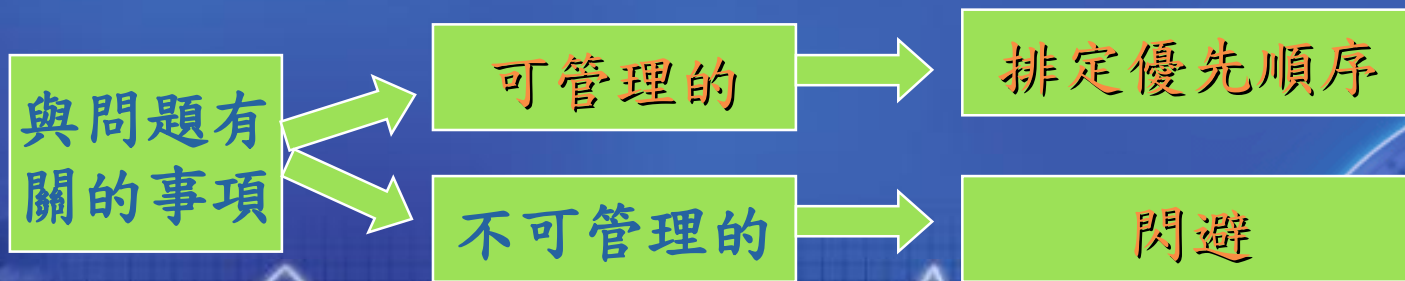 與問題有
關的事項
可管理的
排定優先順序
不可管理的
閃避